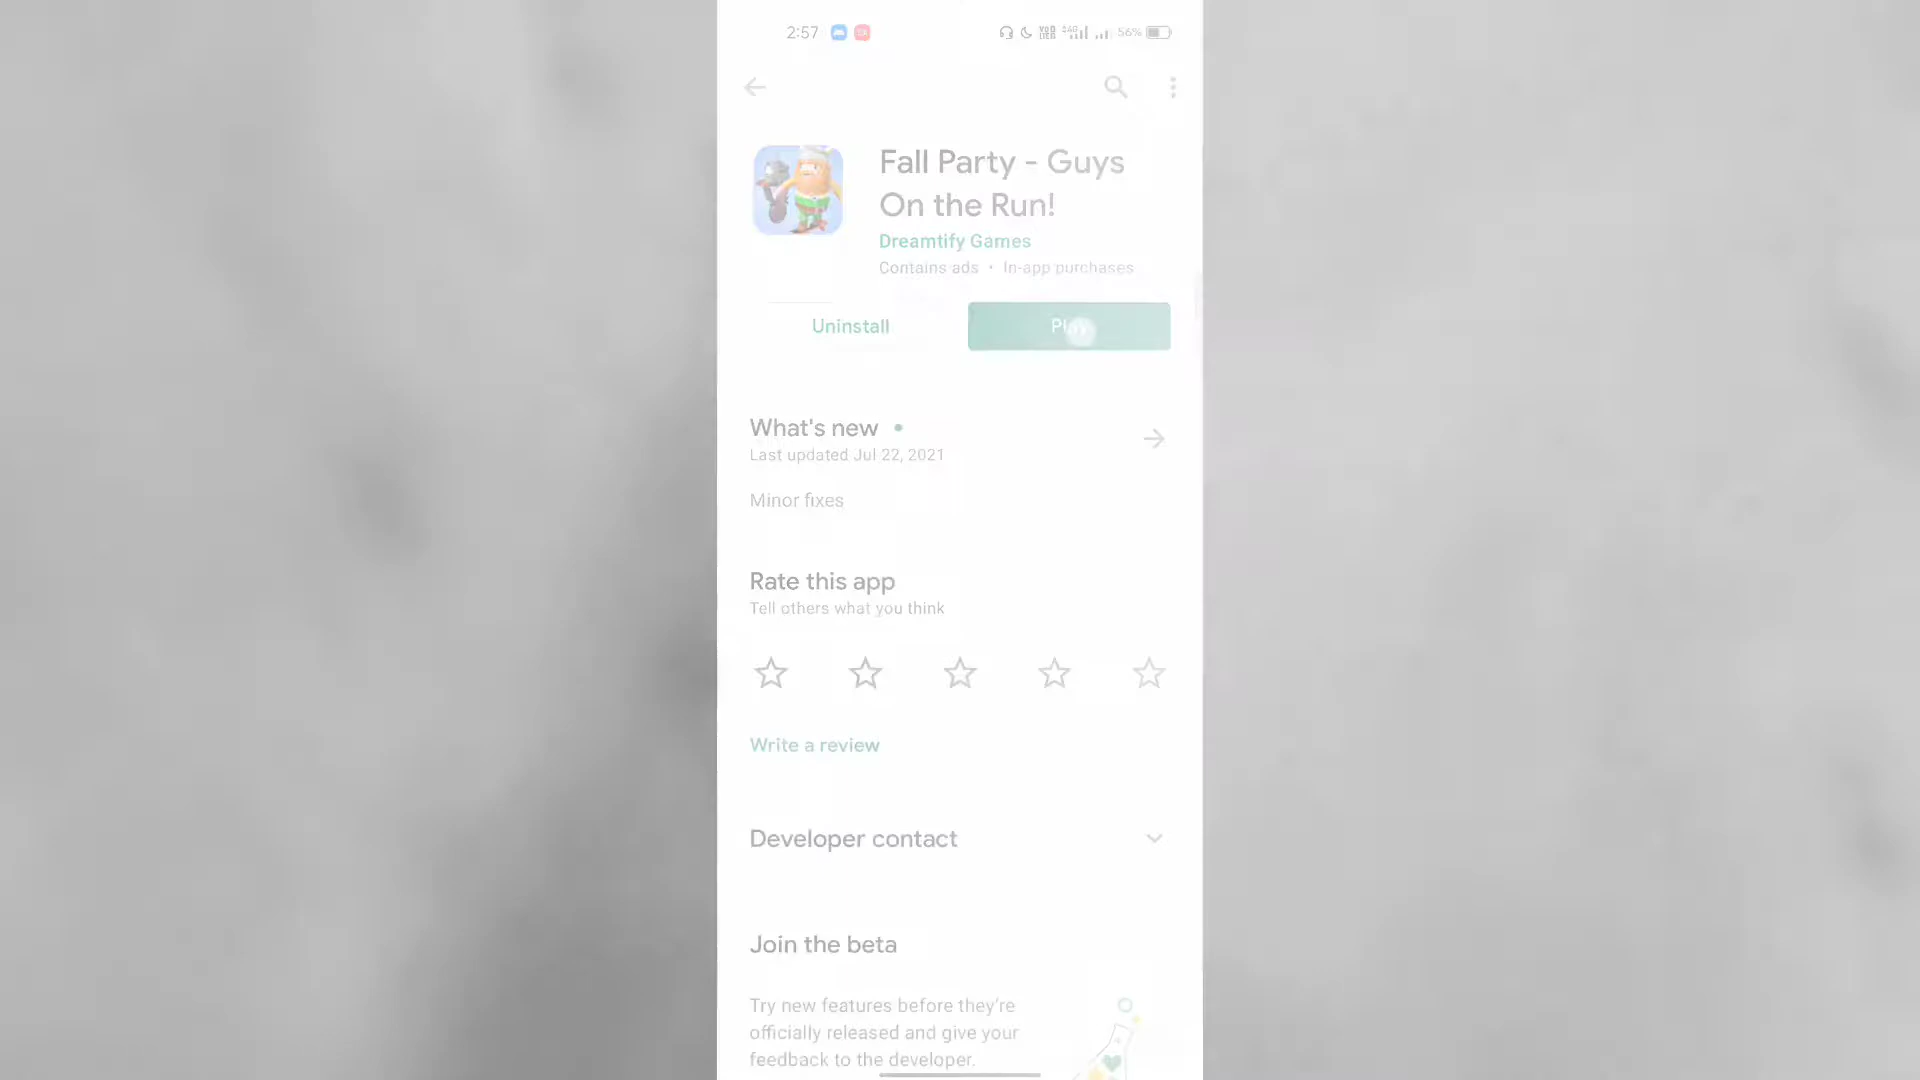 2:57
56%
Fall Party - Guys
On the Run!
Dreamtify Games
Contains ads • In-app purchases
Uninstall
Play
What's new •
Last updated Jul 22, 2021
Minor fixes
Rate this app
Tell others what you think
Write a review
Developer contact
Join the beta
Try new features before they're
officially released and give your
feedback to the developer.